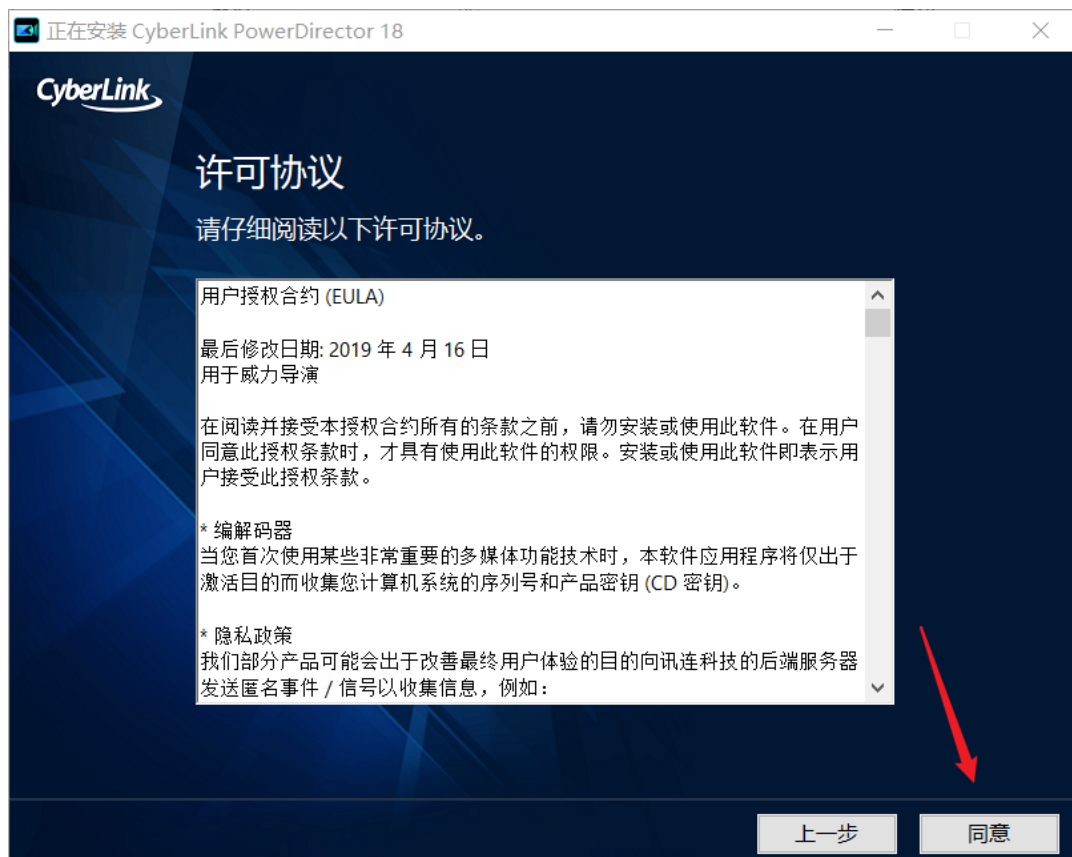 正在安装 CyberLink PowerDirector 18
CyberLink
许可协议
请仔细阅读以下许可协议。
用户授权合约 (EULA)
最后修改日期: 2019 年 4 月 16 日
用于威力导演
在阅读并接受本授权合约所有的条款之前，请勿安装或使用此软件。在用户
同意此授权条款时，才具有使用此软件的权限。安装或使用此软件即表示用
户接受此授权条款。
* 编解码器
当您首次使用某些非常重要的多媒体功能技术时，本软件应用程序将仅出于
激活目的而收集您计算机系统的序列号和产品密钥 (CD 密钥)。
* 隐私政策
我们部分产品可能会出于改善最终用户体验的目的向讯连科技的后端服务器
发送匿名事件 / 信号以收集信息，例如：
上一步
同意